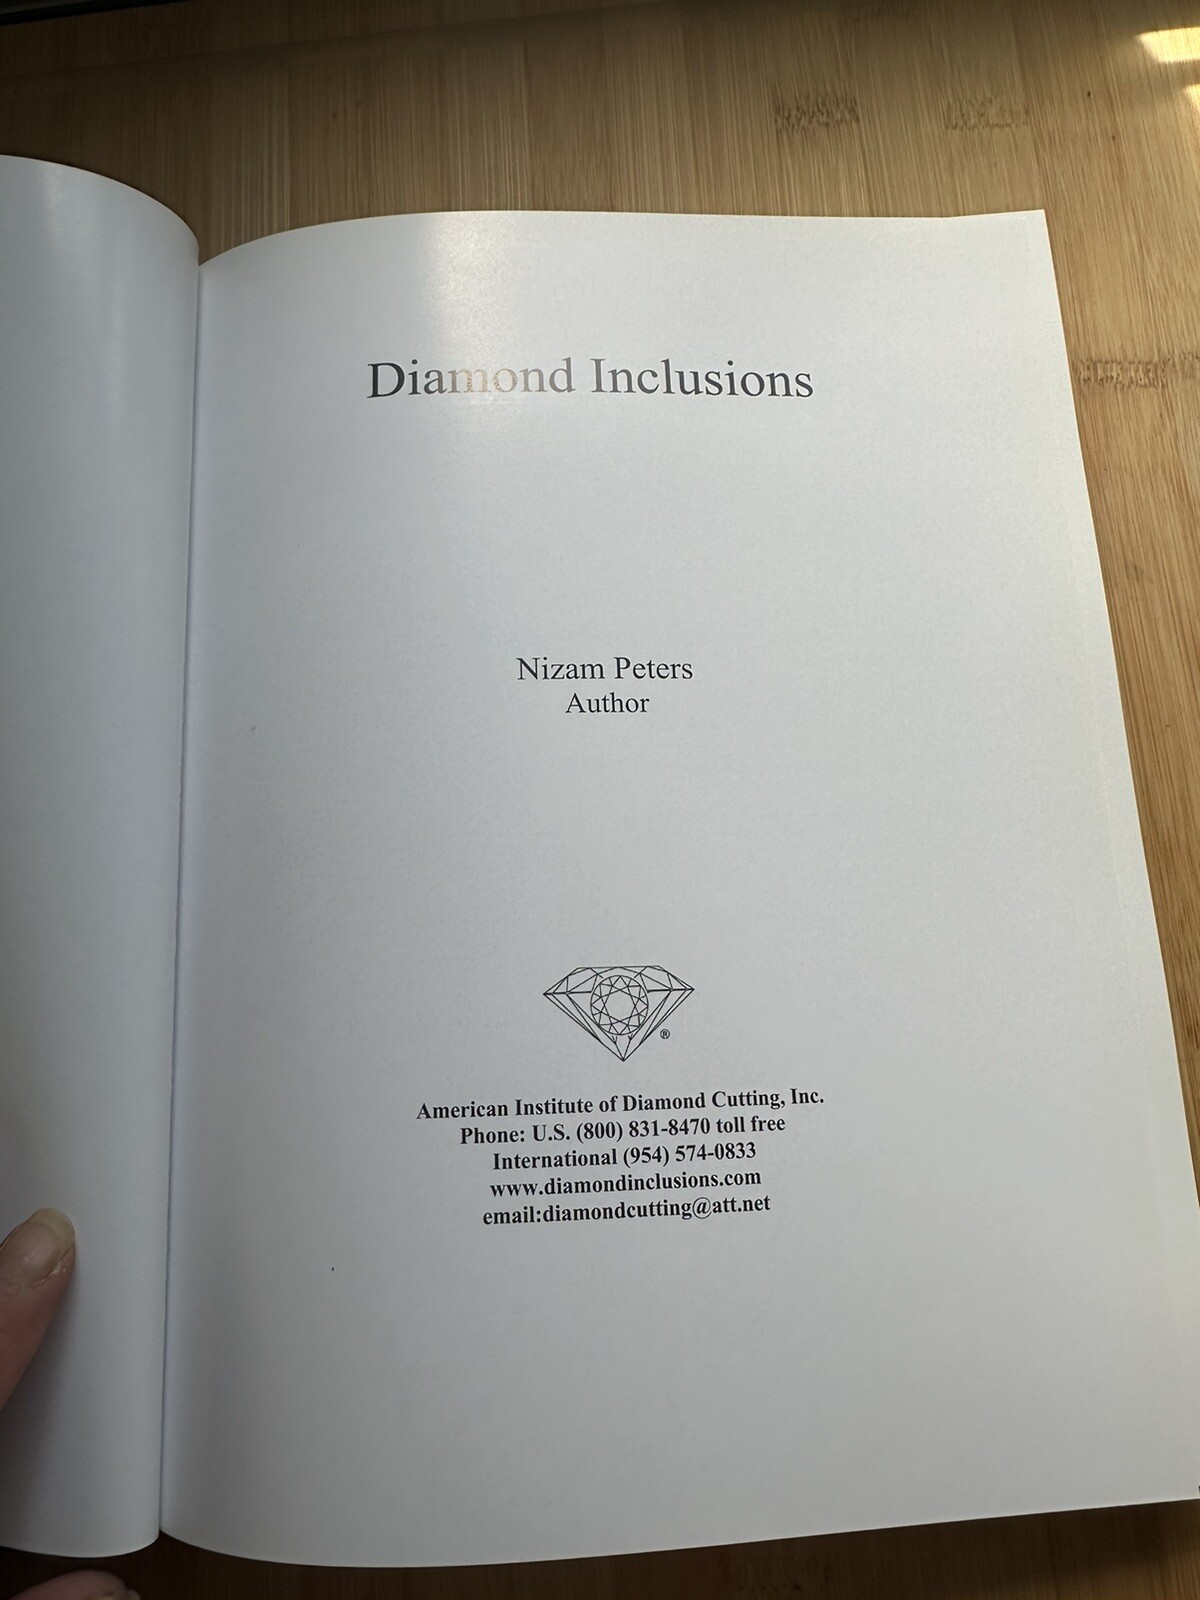 Diamond Inclusions
Nizam Peters
Author
®
American Institute of Diamond Cutting, Inc.
Phone: U.S. (800) 831-8470 toll free
International (954) 574-0833
www.diamondinclusions.com
email:diamondcutting@att.net